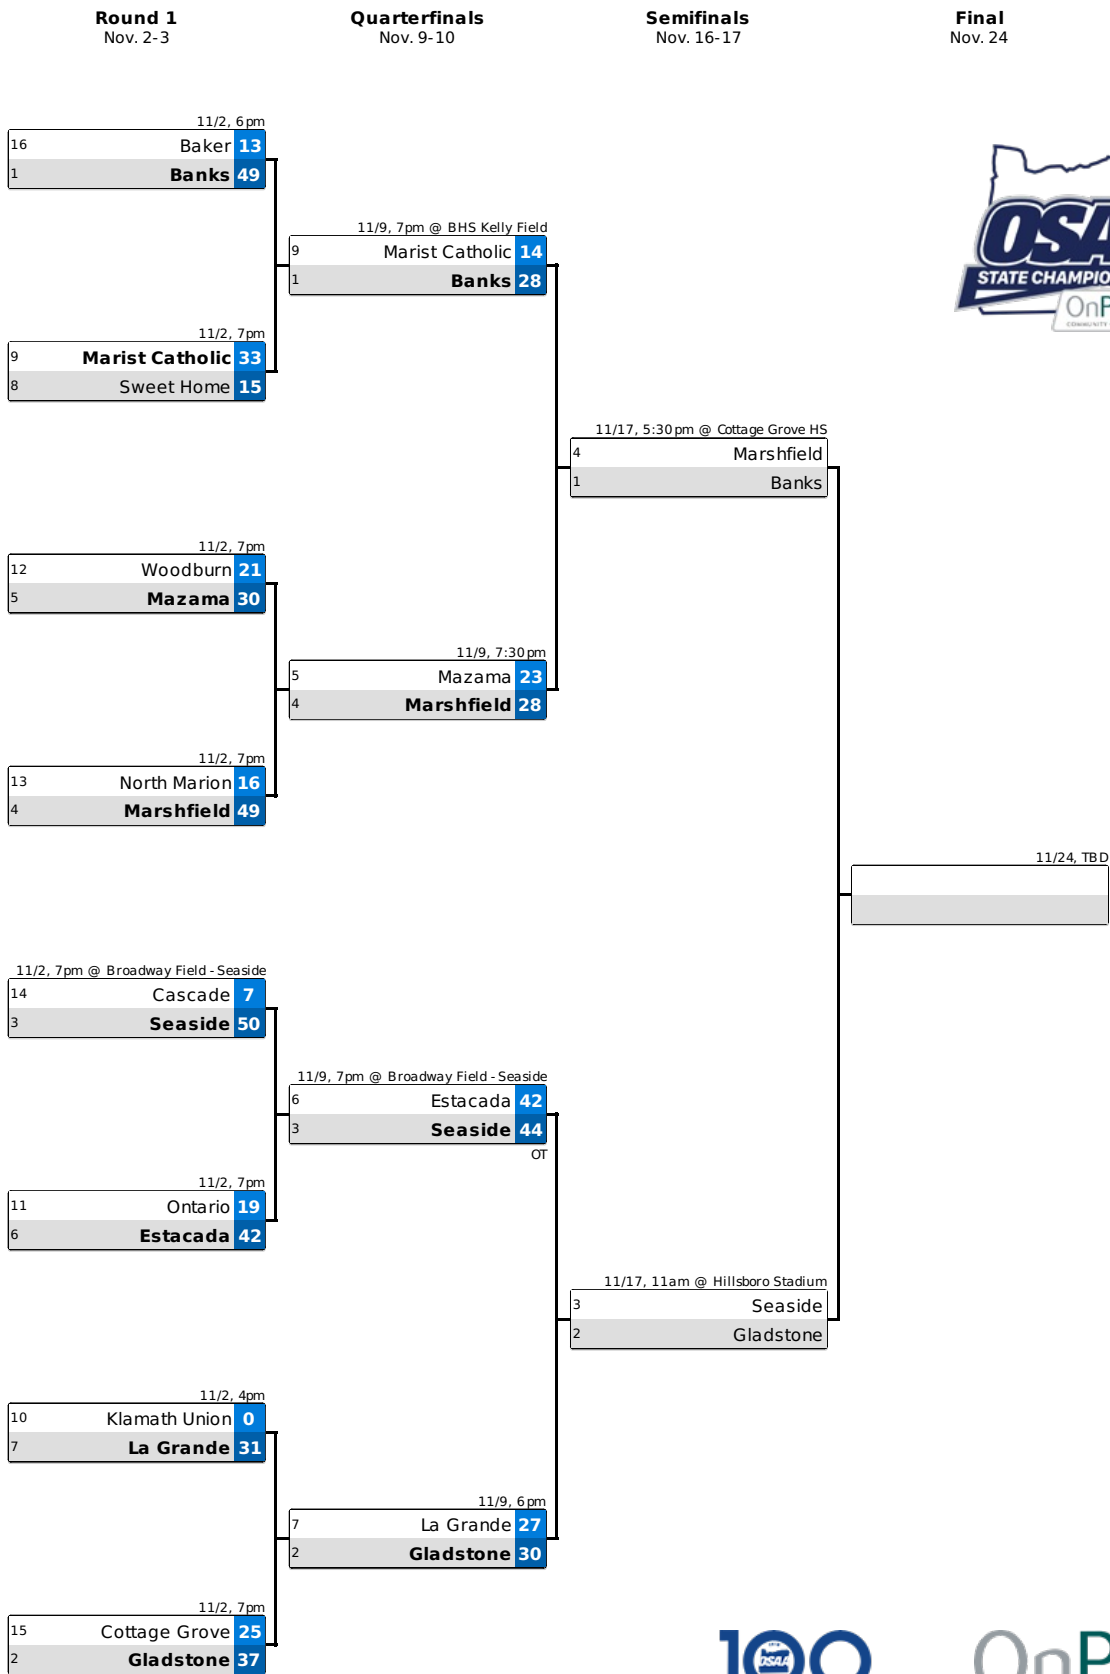 Round 1
Nov. 2-3
Quarterfinals
Nov. 9-10
Semifinals
Nov. 16-17
Final
Nov. 24
11/2, 6pm
16 Baker 13
1 Banks 49
11/2, 7pm
9 Marist Catholic 33
8 Sweet Home 15
11/2, 7pm
12 Woodburn 21
5 Mazama 30
11/2, 7pm
13 North Marion 16
4 Marshfield 49
11/2, 7pm @ Broadway Field - Seaside
14 Cascade 7
3 Seaside 50
11/2, 7pm
11 Ontario 19
6 Estacada 42
11/2, 4pm
10 Klamath Union 0
7 La Grande 31
11/2, 7pm
15 Cottage Grove 25
2 Gladstone 37
11/9, 7pm @ BHS Kelly Field
9 Marist Catholic 14
1 Banks 28
11/9, 7:30pm
5 Mazama 23
4 Marshfield 28
11/9, 7pm @ Broadway Field - Seaside
6 Estacada 42
3 Seaside 44
OT
11/9, 6pm
7 La Grande 27
2 Gladstone 30
11/17, 5:30pm @ Cottage Grove HS
4 Marshfield
1 Banks
11/17, 11am @ Hillsboro Stadium
3 Seaside
2 Gladstone
11/24, TBD
OSA
STATE CHAMPIO
OnP
COMMUNITY
100
OSAA
OnP